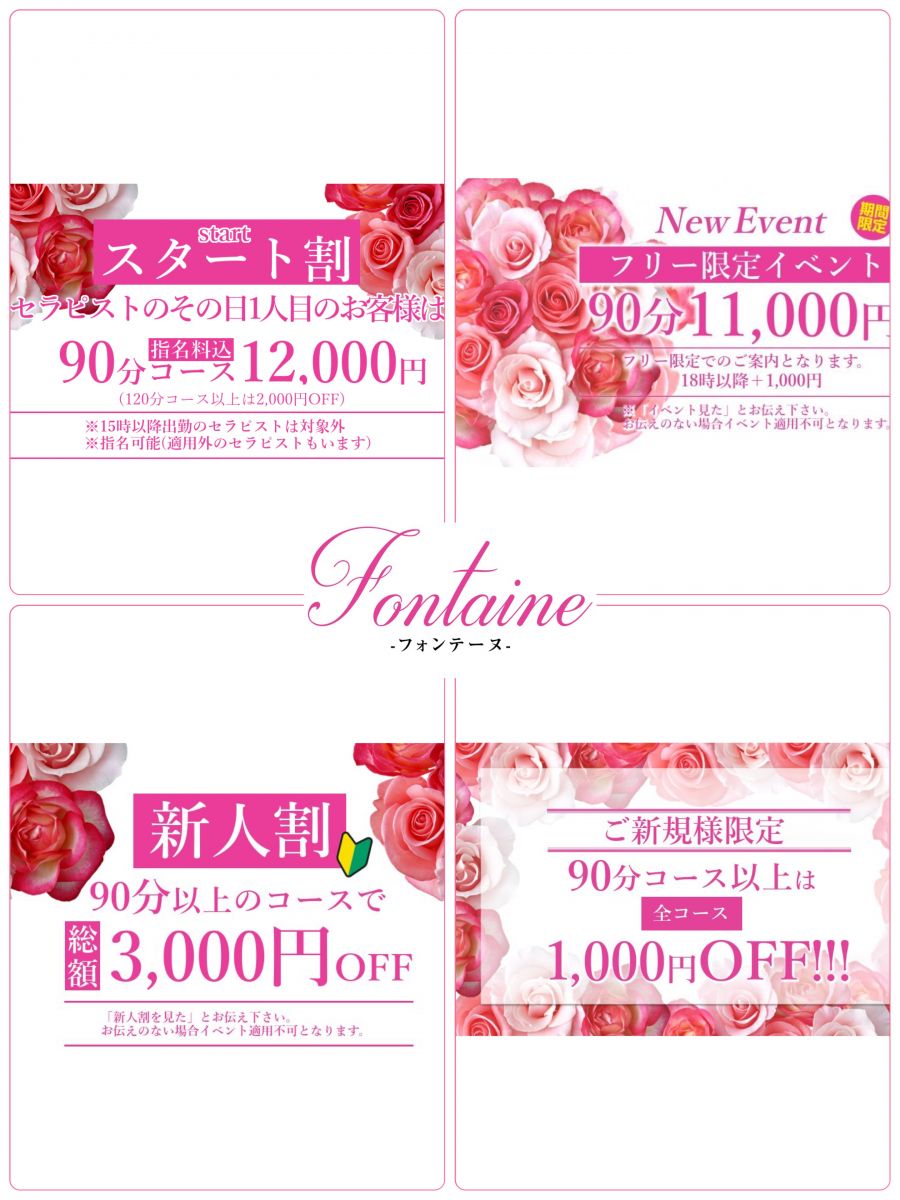 start
スタート割
セラピストのその日1人目のお客様は
90分コース 指名料込 12,000円
(120分コース以上は2,000円OFF)
※15時以降出勤のセラピストは対象外
※指名可能(適用外のセラピストもいます)
New Event
期間
限定
フリー限定イベント
90分 11,000円
フリー限定でのご案内となります。
18時以降+1,000円
※「イベント見た」とお伝え下さい。
お伝えのない場合イベント適用不可となります。
Fontaine
-フォンテーヌ-
新人割
90分以上のコースで
総額 3,000円OFF
「新人割を見た」とお伝え下さい。
お伝えのない場合イベント適用不可となります。
ご新規様限定
90分コース以上は
全コース
1,000円OFF!!!